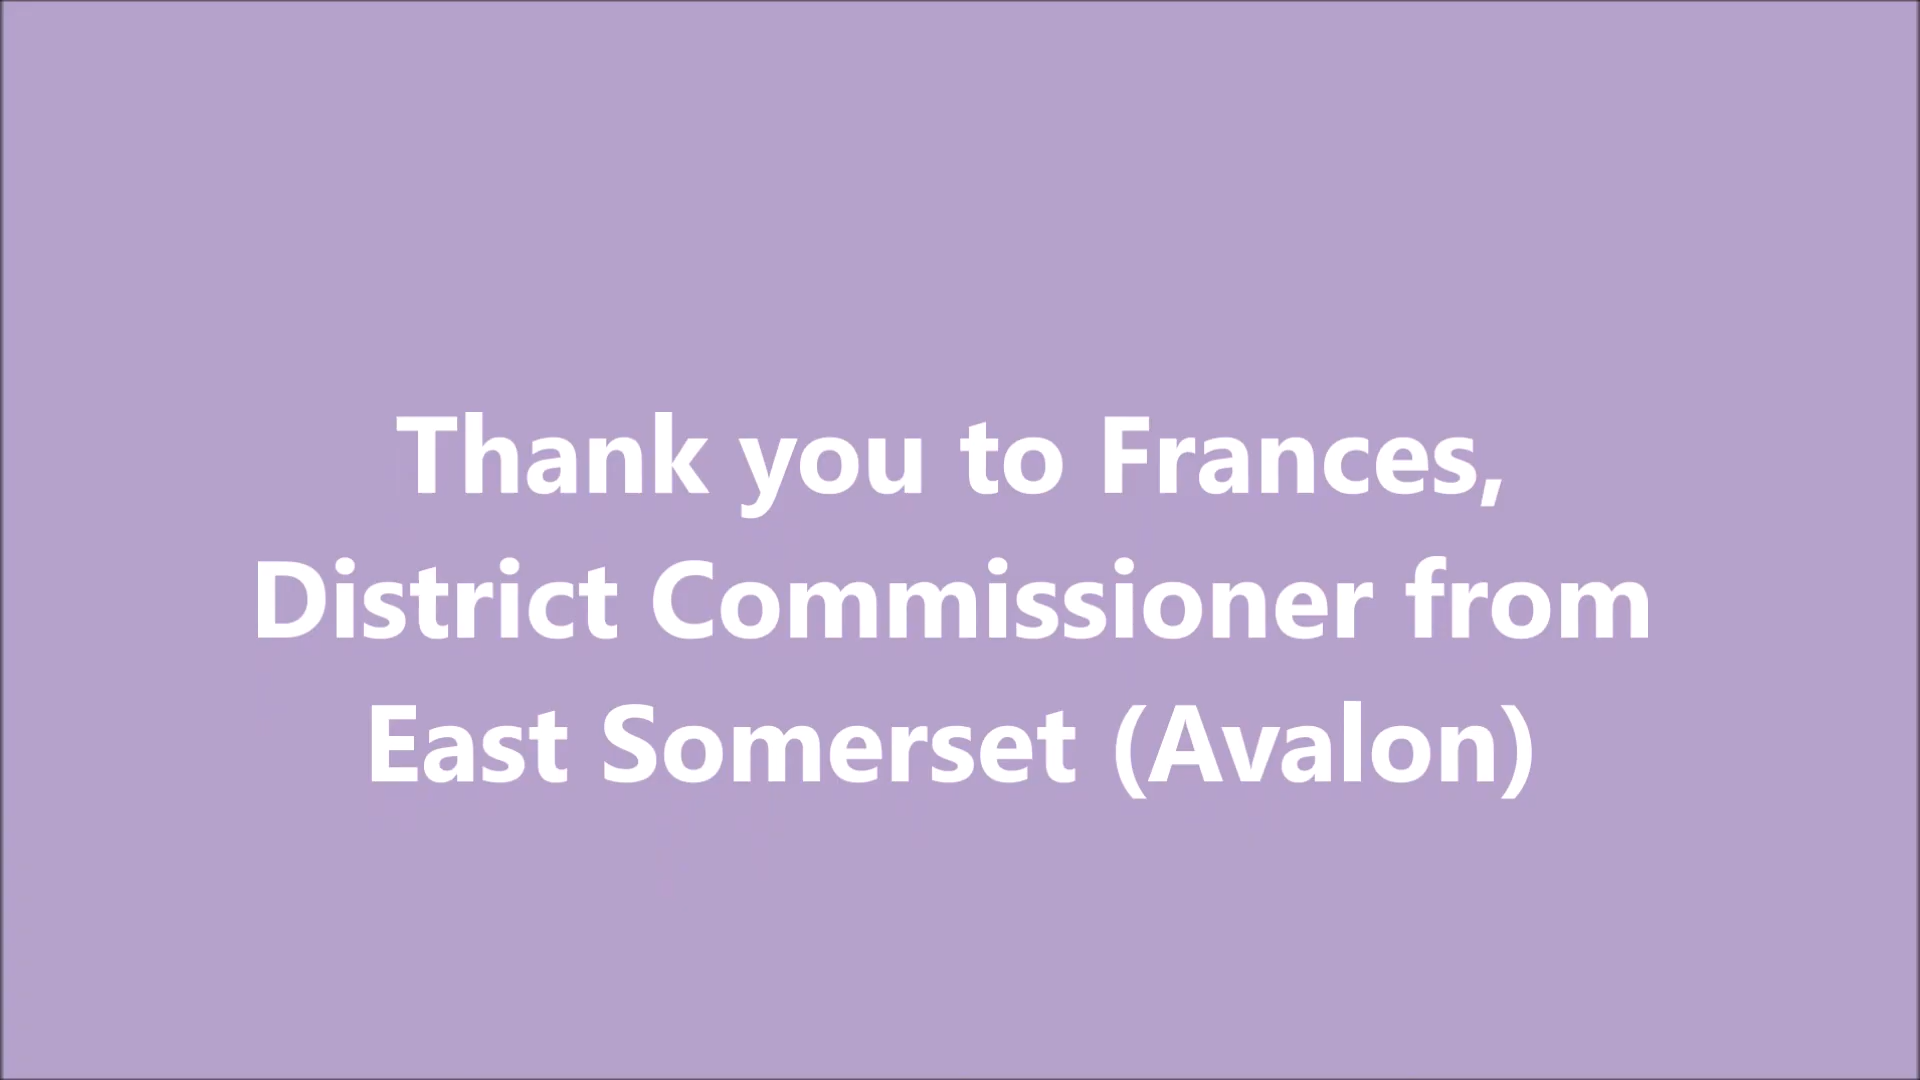 Thank you to Frances,
District Commissioner from
East Somerset (Avalon)